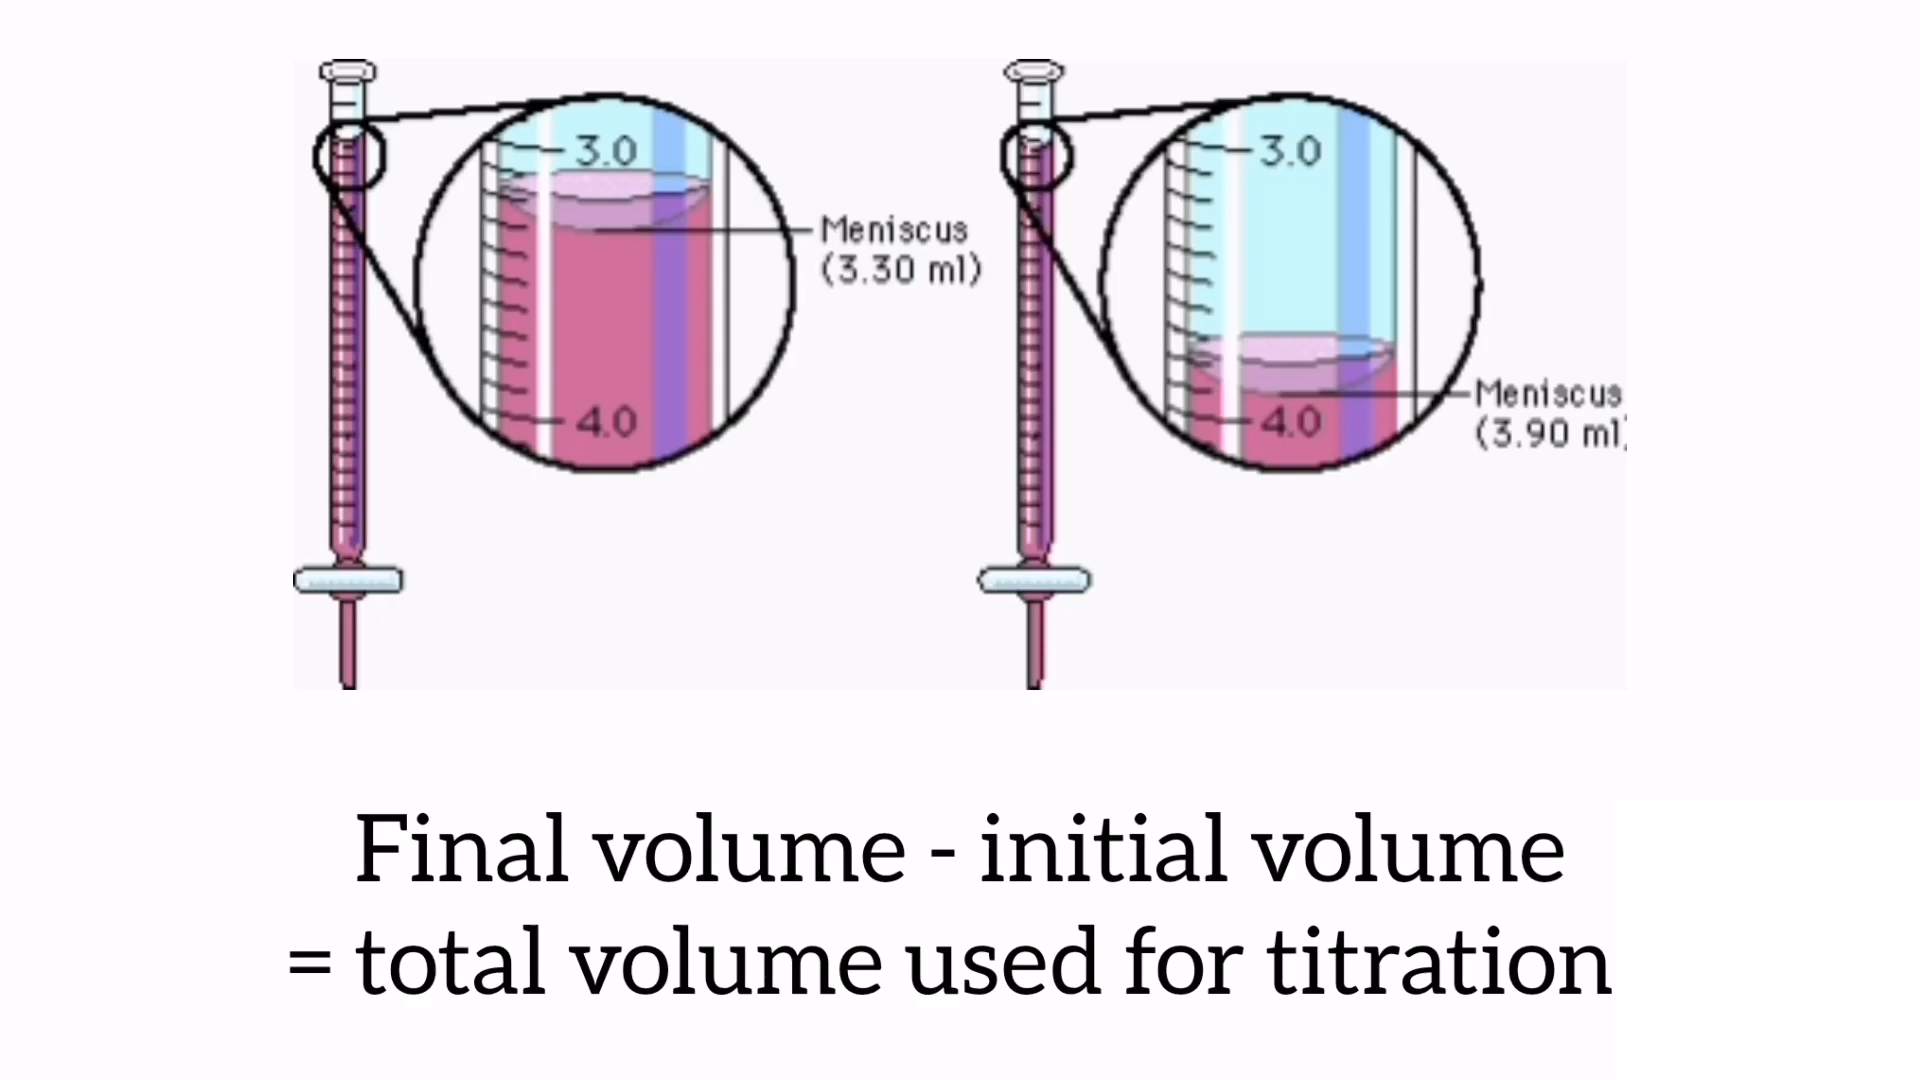 3.0
4.0
Meniscus
(3.30 ml)
3.0
4.0
Meniscus
(3.90 ml)
Final volume - initial volume
= total volume used for titration